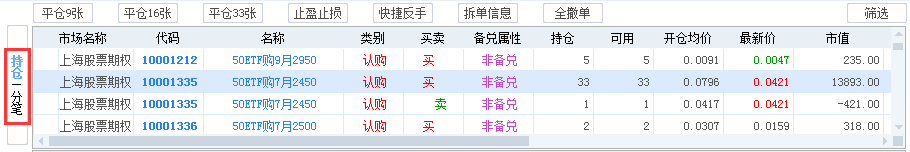 平仓9张 平仓16张 平仓33张 止盈止损 快捷反手 拆单信息 全撤单 筛选
持仓一分笔
市场名称 代码 名称 类别 买卖 备兑属性 持仓 可用 开仓均价 最新价 市值
上海股票期权 10001212 50ETF购9月2950 认购 买 非备兑 5 5 0.0091 0.0047 235.00
上海股票期权 10001335 50ETF购7月2450 认购 买 非备兑 33 33 0.0796 0.0421 13893.00
上海股票期权 10001335 50ETF购7月2450 认购 卖 非备兑 1 1 0.0417 0.0421 -421.00
上海股票期权 10001336 50ETF购7月2500 认购 买 非备兑 2 2 0.0307 0.0159 318.00